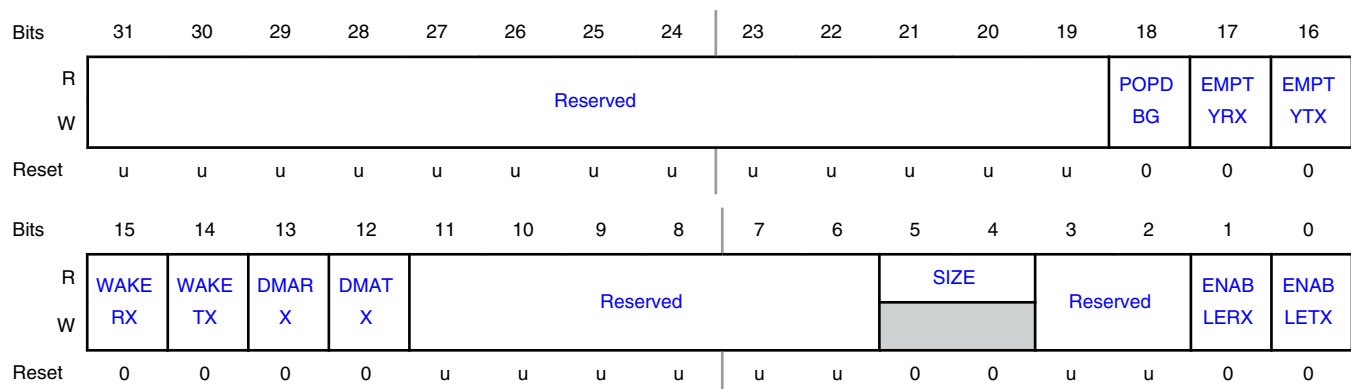 Bits 31 30 29 28 27 26 25 24 23 22 21 20 19 18 17 16
R
W
Reserved
POPD
BG
EMPT
YRX
EMPT
YTX
Reset u u u u u u u u u u u u u 0 0 0
Bits 15 14 13 12 11 10 9 8 7 6 5 4 3 2 1 0
R
W
WAKE
RX
WAKE
TX
DMAR
X
DMAT
X
Reserved
SIZE
Reserved
ENAB
LERX
ENAB
LETX
Reset 0 0 0 0 u u u u u u 0 0 u u 0 0